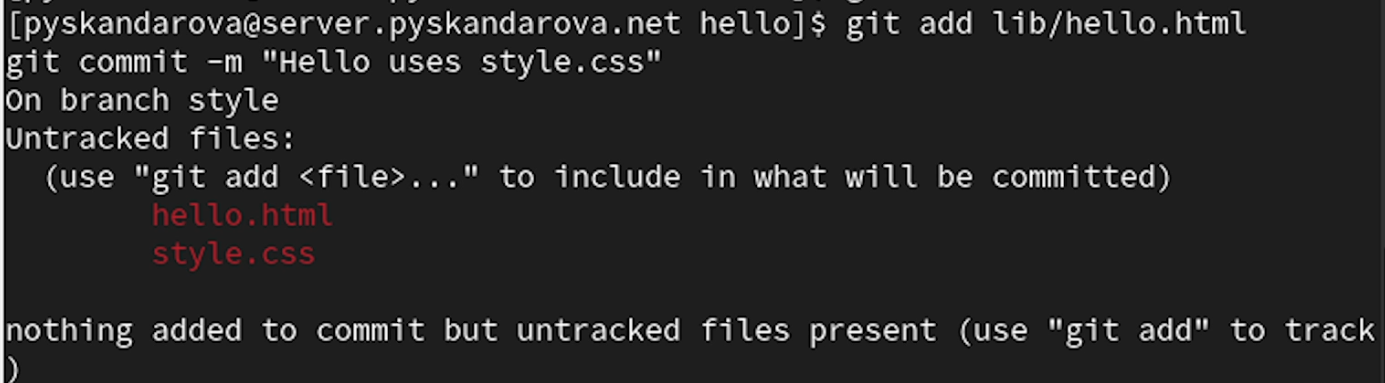 [pyskandarova@server.pyskandarova.net hello]$ git add lib/hello.html
git commit -m "Hello uses style.css"
On branch style
Untracked files:
  (use "git add <file>..." to include in what will be committed)
        hello.html
        style.css

nothing added to commit but untracked files present (use "git add" to track
)